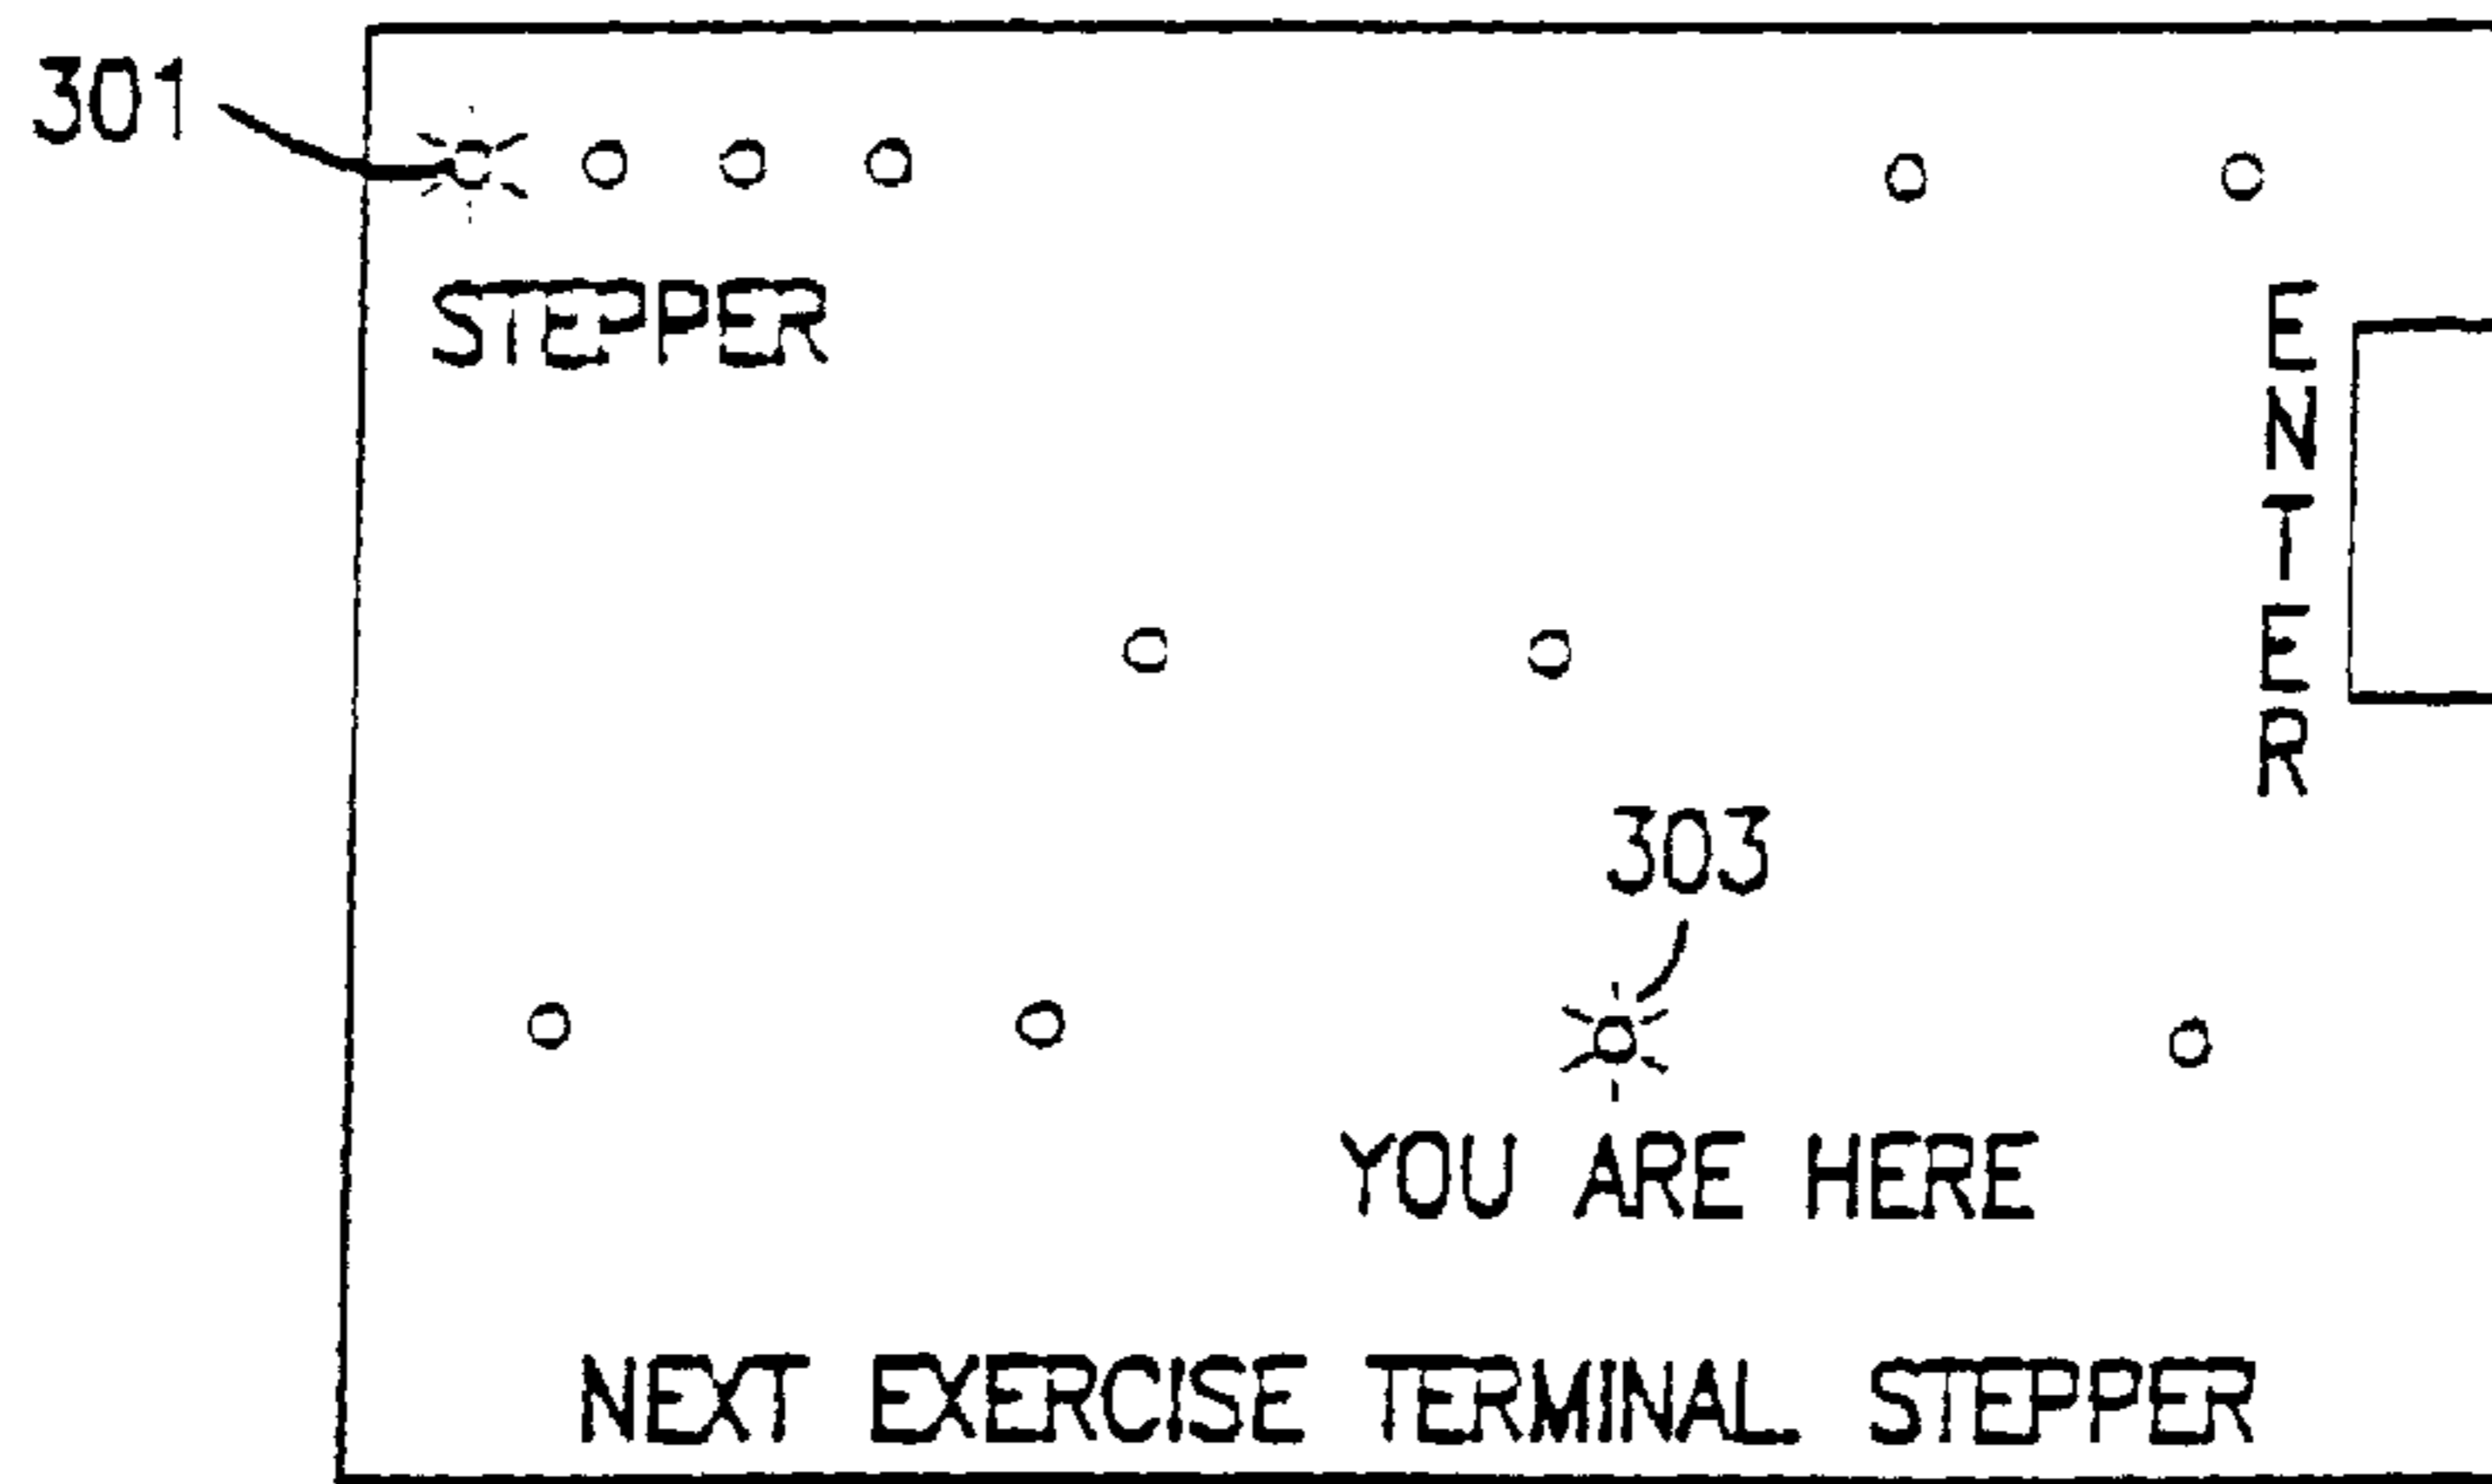 301
STEPPER
ENTER
303
YOU ARE HERE
NEXT EXERCISE TERMINAL STEPPER